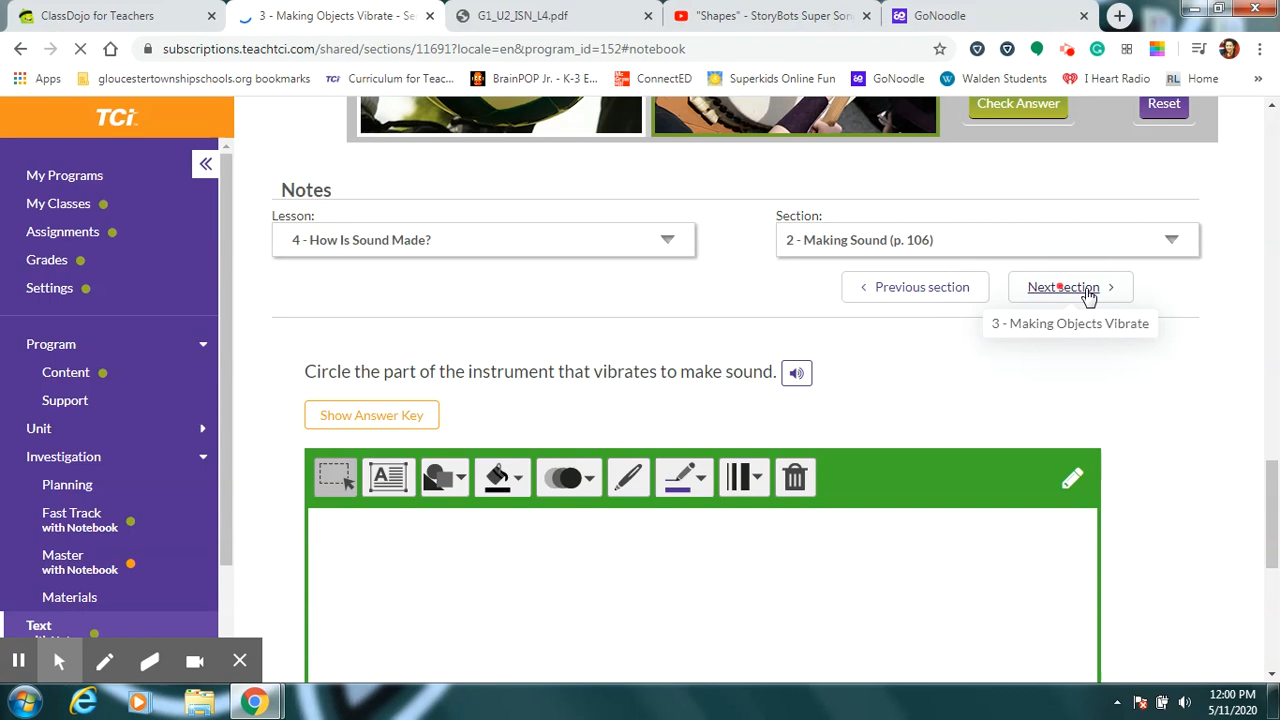 ClassDojo for Teachers
3 - Making Objects Vibrate - Se
G1_U2_ISN_L4.pdf
"Shapes" - StoryBots Super Son
GoNoodle
subscriptions.teachtci.com/shared/sections/11691?locale=en&program_id=152#notebook
Apps
gloucestertownshipschools.org bookmarks
TCi Curriculum for Teac...
BrainPOP Jr. - K-3 E...
ConnectED
Superkids Online Fun
GoNoodle
Walden Students
I Heart Radio
RL Home
TCi
My Programs
My Classes
Assignments
Grades
Settings
Program
Content
Support
Unit
Investigation
Planning
Fast Track
with Notebook
Master
with Notebook
Materials
Text
Check Answer
Reset
Notes
Lesson:
4 - How Is Sound Made?
Section:
2 - Making Sound (p. 106)
Previous section
Next section
3 - Making Objects Vibrate
Circle the part of the instrument that vibrates to make sound.
Show Answer Key
A
12:00 PM
5/11/2020